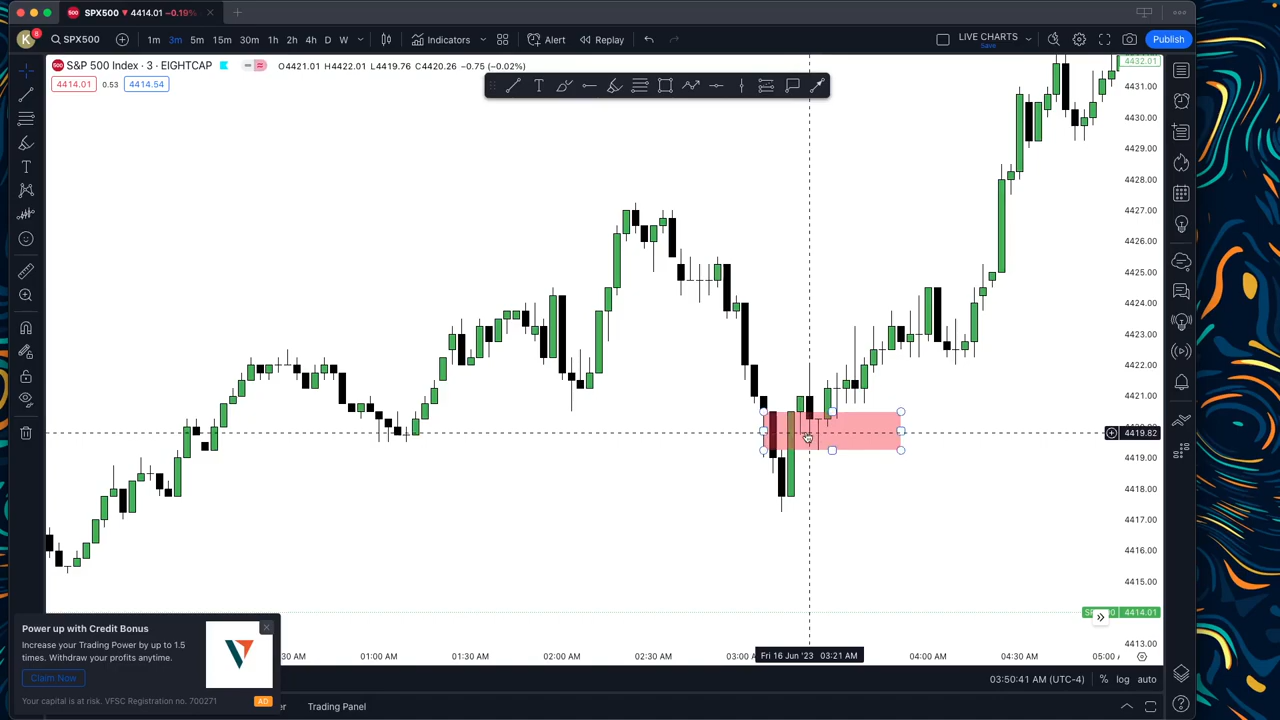 500 SPX500 ▼ 4414.01 −0.19%
K 8 SPX500 1m 3m 5m 15m 30m 1h 2h 4h D W Indicators Alert Replay LIVE CHARTS Save Publish
500 S&P 500 Index · 3 · EIGHTCAP O4421.01 H4422.01 L4419.76 C4420.26 −0.75 (−0.02%)
4414.01 0.53 4414.54
4432.01
4431.00
4430.00
4429.00
4428.00
4427.00
4426.00
4425.00
4424.00
4423.00
4422.00
4421.00
4419.82
4419.00
4418.00
4417.00
4416.00
4415.00
4414.01
4413.00
Power up with Credit Bonus
Increase your Trading Power by up to 1.5
times. Withdraw your profits anytime.
Claim Now
Your capital is at risk. VFSC Registration no. 700271 AD
30 AM 01:00 AM 01:30 AM 02:00 AM 02:30 AM 03:00 Fri 16 Jun '23 03:21 AM 04:00 AM 04:30 AM 05:00
03:50:41 AM (UTC-4) % log auto
Trading Panel